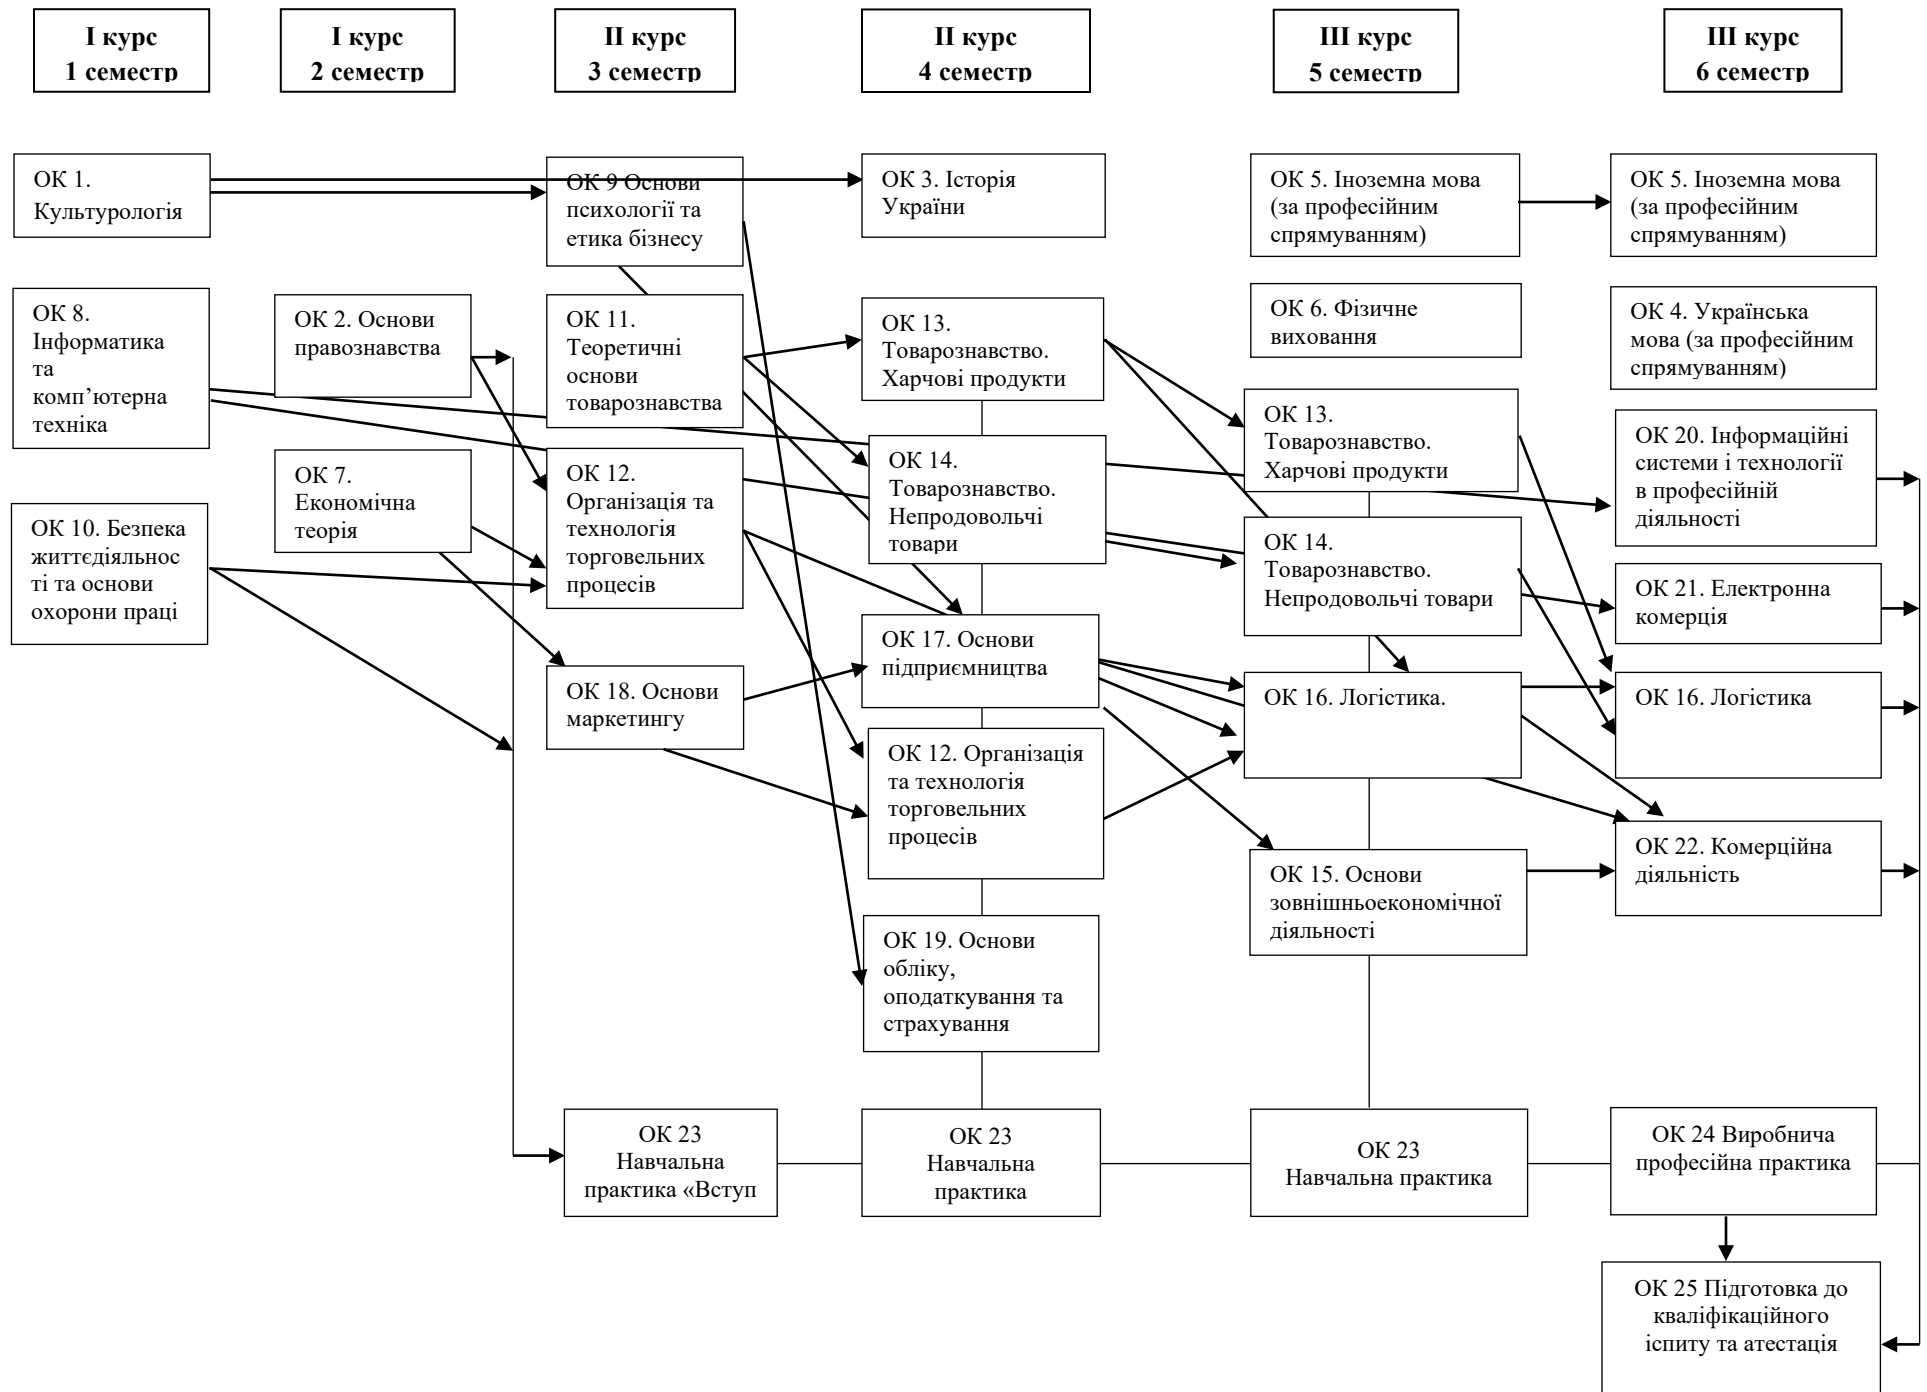 І курс
1 семестр
І курс
2 семестр
ІІ курс
3 семестр
ІІ курс
4 семестр
ІІІ курс
5 семестр
ІІІ курс
6 семестр
ОК 1.
Культурологія
ОК 8.
Інформатика
та
комп’ютерна
техніка
ОК 10. Безпека
життєдіяльнос
ті та основи
охорони праці
ОК 2. Основи
правознавства
ОК 7.
Економічна
теорія
ОК 9 Основи
психології та
етика бізнесу
ОК 11.
Теоретичні
основи
товарознавства
ОК 12.
Організація та
технологія
торговельних
процесів
ОК 18. Основи
маркетингу
ОК 23
Навчальна
практика «Вступ
ОК 3. Історія
України
ОК 13.
Товарознавство.
Харчові продукти
ОК 14.
Товарознавство.
Непродовольчі
товари
ОК 17. Основи
підприємництва
ОК 12. Організація
та технологія
торговельних
процесів
ОК 19. Основи
обліку,
оподаткування та
страхування
ОК 23
Навчальна
практика
ОК 5. Іноземна мова
(за професійним
спрямуванням)
ОК 6. Фізичне
виховання
ОК 13.
Товарознавство.
Харчові продукти
ОК 14.
Товарознавство.
Непродовольчі товари
ОК 16. Логістика.
ОК 15. Основи
зовнішньоекономічної
діяльності
ОК 23
Навчальна практика
ОК 5. Іноземна мова
(за професійним
спрямуванням)
ОК 4. Українська
мова (за професійним
спрямуванням)
ОК 20. Інформаційні
системи і технології
в професійній
діяльності
ОК 21. Електронна
комерція
ОК 16. Логістика
ОК 22. Комерційна
діяльність
ОК 24 Виробнича
професійна практика
ОК 25 Підготовка до
кваліфікаційного
іспиту та атестація